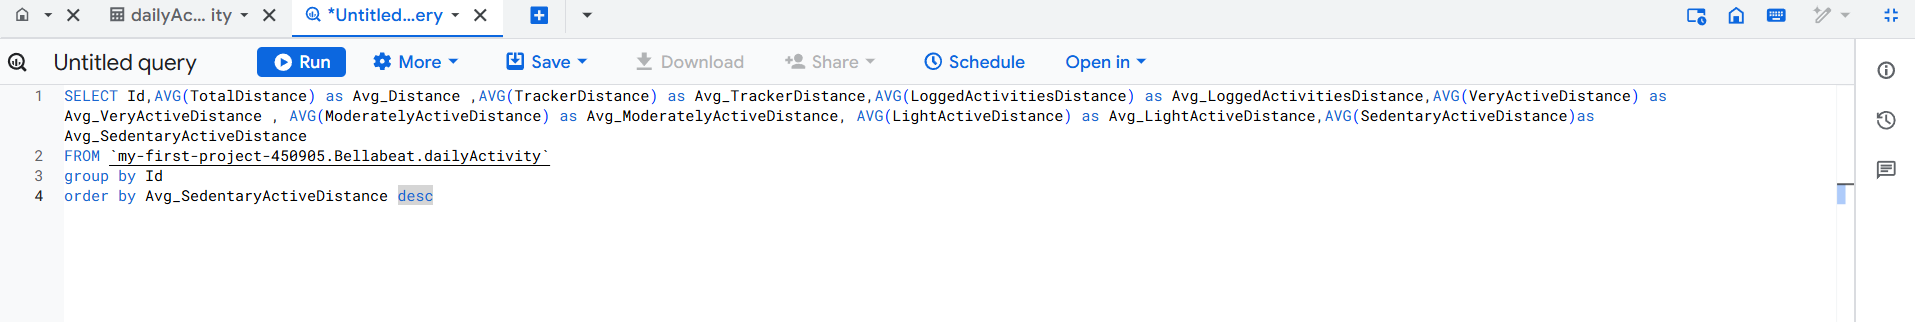 dailyAc... ity
*Untitled...ery
Untitled query
Run
More
Save
Download
Share
Schedule
Open in
1 SELECT Id,AVG(TotalDistance) as Avg_Distance ,AVG(TrackerDistance) as Avg_TrackerDistance,AVG(LoggedActivitiesDistance) as Avg_LoggedActivitiesDistance,AVG(VeryActiveDistance) as
Avg_VeryActiveDistance , AVG(ModeratelyActiveDistance) as Avg_ModeratelyActiveDistance, AVG(LightActiveDistance) as Avg_LightActiveDistance,AVG(SedentaryActiveDistance)as
Avg_SedentaryActiveDistance
2 FROM `my-first-project-450905.Bellabeat.dailyActivity`
3 group by Id
4 order by Avg_SedentaryActiveDistance desc